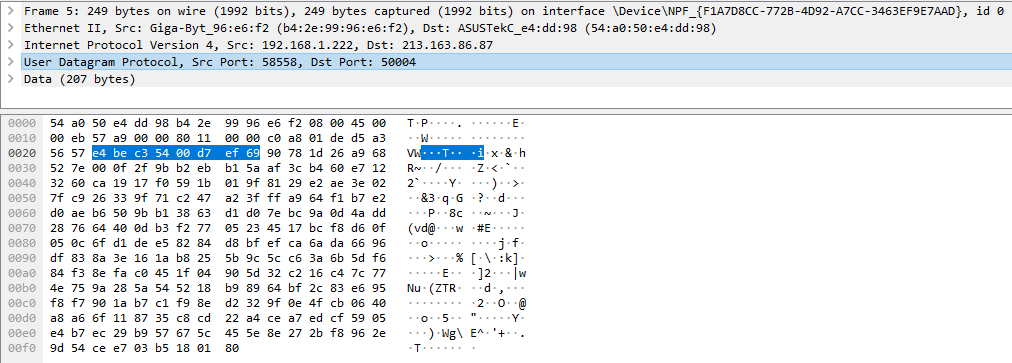 Frame 5: 249 bytes on wire (1992 bits), 249 bytes captured (1992 bits) on interface \Device\NPF_{F1A7D8CC-772B-4D92-A7CC-3463EF9E7AAD}, id 0
Ethernet II, Src: Giga-Byt_96:e6:f2 (b4:2e:99:96:e6:f2), Dst: ASUSTekC_e4:dd:98 (54:a0:50:e4:dd:98)
Internet Protocol Version 4, Src: 192.168.1.222, Dst: 213.163.86.87
User Datagram Protocol, Src Port: 58558, Dst Port: 50004
Data (207 bytes)
0000 54 a0 50 e4 dd 98 b4 2e 99 96 e6 f2 08 00 45 00 T·P····. ······E·
0010 00 eb 57 a9 00 00 80 11 00 00 c0 a8 01 de d5 a3 ··W····· ········
0020 56 57 e4 be c3 54 00 d7 ef 69 90 78 1d 26 a9 68 VW···T·· ·i·x·&·h
0030 52 7e 00 0f 2f 9b b2 eb b1 5a af 3c b4 60 e7 12 R~··/··· ·Z·<·`··
0040 32 60 ca 19 17 f0 59 1b 01 9f 81 29 e2 ae 3e 02 2`····Y· ···)··>·
0050 7f c9 26 33 9f 71 c2 47 a2 3f ff a9 64 f1 b7 e2 ··&3·q·G ·?··d···
0060 d0 ae b6 50 9b b1 38 63 d1 d0 7e bc 9a 0d 4a dd ···P··8c ··~···J·
0070 28 76 64 40 0d b3 f2 77 05 23 45 17 bc f8 d6 0f (vd@···w ·#E·····
0080 05 0c 6f d1 de e5 82 84 d8 bf ef ca 6a da 66 96 ··o····· ····j·f·
0090 df 83 8a 3e 16 1a b8 25 5b 9c 5c c6 3a 6b 5d f6 ···>···% [·\·:k]·
00a0 84 f3 8e fa c0 45 1f 04 90 5d 32 c2 16 c4 7c 77 ·····E·· ·]2···|w
00b0 4e 75 9a 28 5a 54 52 18 b9 89 64 bf 2c 83 e6 95 Nu·(ZTR· ··d·,···
00c0 f8 f7 90 1a b7 c1 f9 8e d2 32 9f 0e 4f cb 06 40 ········ ·2··O··@
00d0 a8 a6 6f 11 87 35 c8 cd 22 a4 ce a7 ed cf 59 05 ··o··5·· "·····Y·
00e0 e4 b7 ec 29 b9 57 67 5c 45 5e 8e 27 2b f8 96 2e ···)·Wg\ E^·'+··.
00f0 9d 54 ce e7 03 b5 18 01 80 ·T······ ·